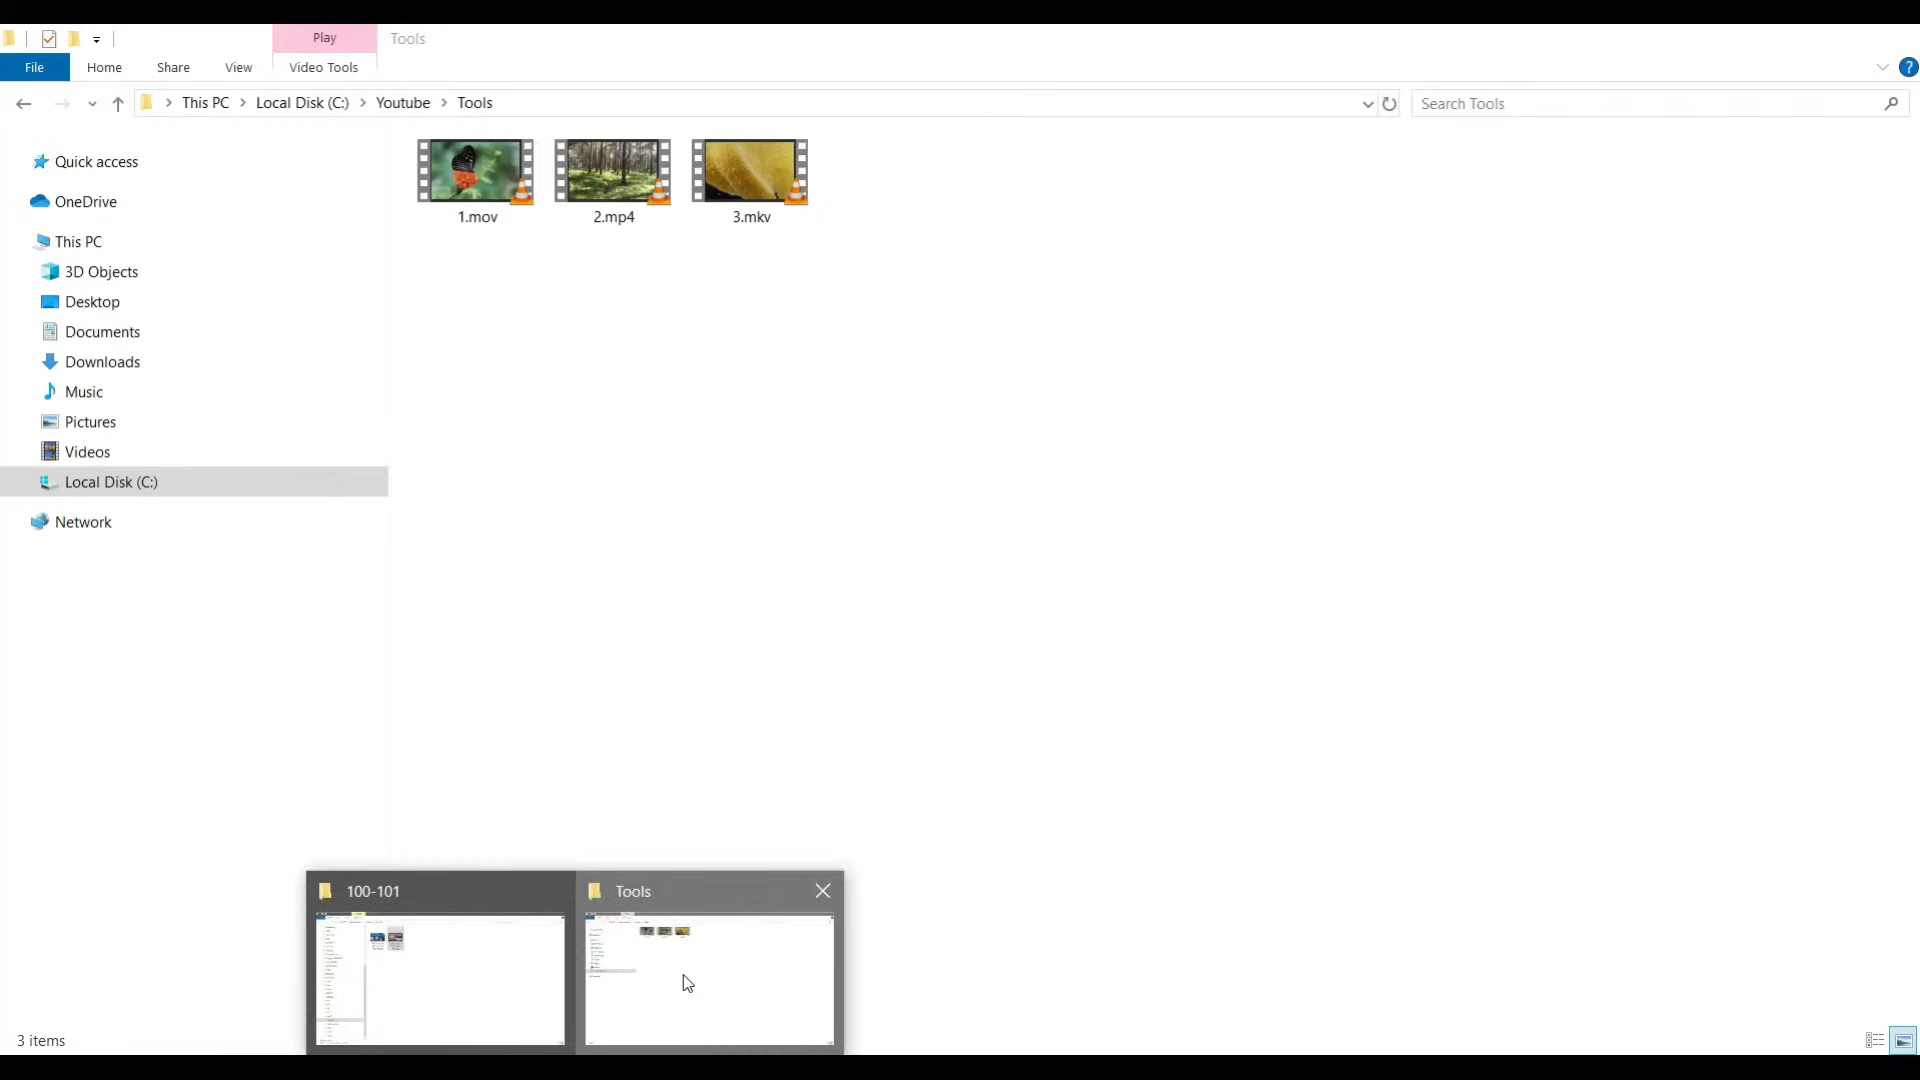 Play
Tools
File
Home
Share
View
Video Tools
?
This PC
Local Disk (C:)
Youtube
Tools
Search Tools
Quick access
OneDrive
This PC
3D Objects
Desktop
Documents
Downloads
Music
Pictures
Videos
Local Disk (C:)
Network
1.mov
2.mp4
3.mkv
100-101
Tools
3 items